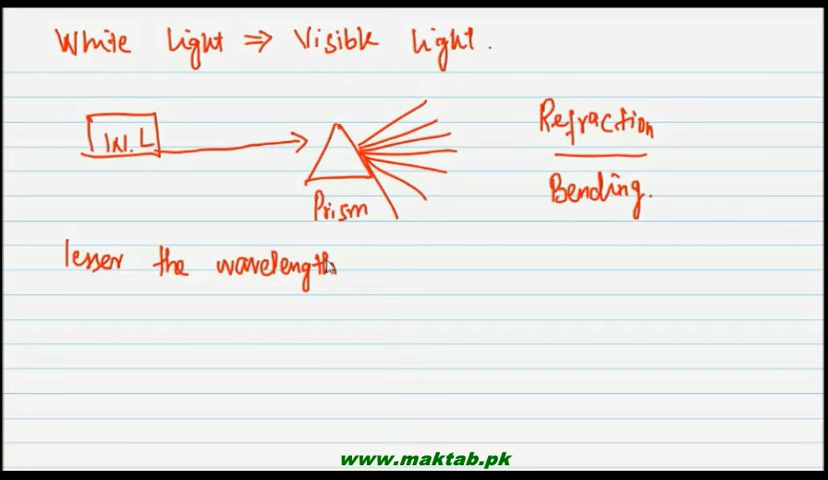 White light ⇒ Visible light.
W.L
Prism
Refraction
Bending.
lesser the wavelength
www.maktab.pk